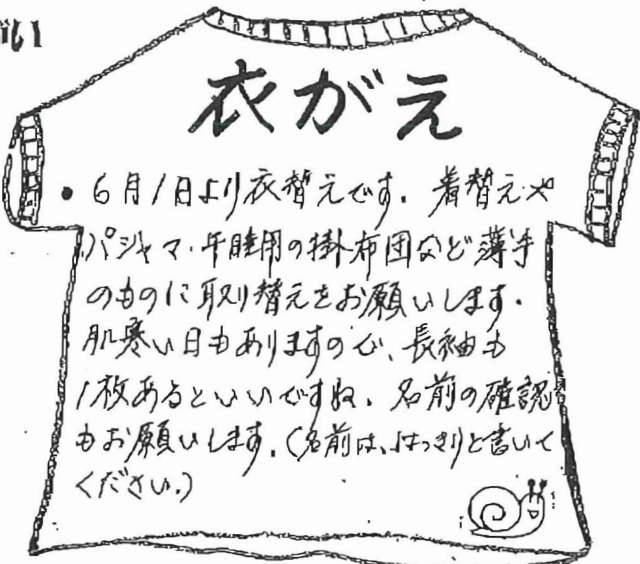 衣がえ
・6月1日より衣替えです. 着替えや
パジャマ・午睡用の掛布団など薄手
のものに取り替えをお願いします.
肌寒い日もありますので、長袖も
1枚あるといいですね. 名前の確認
もお願いします.(名前は、はっきりと書いて
ください.)